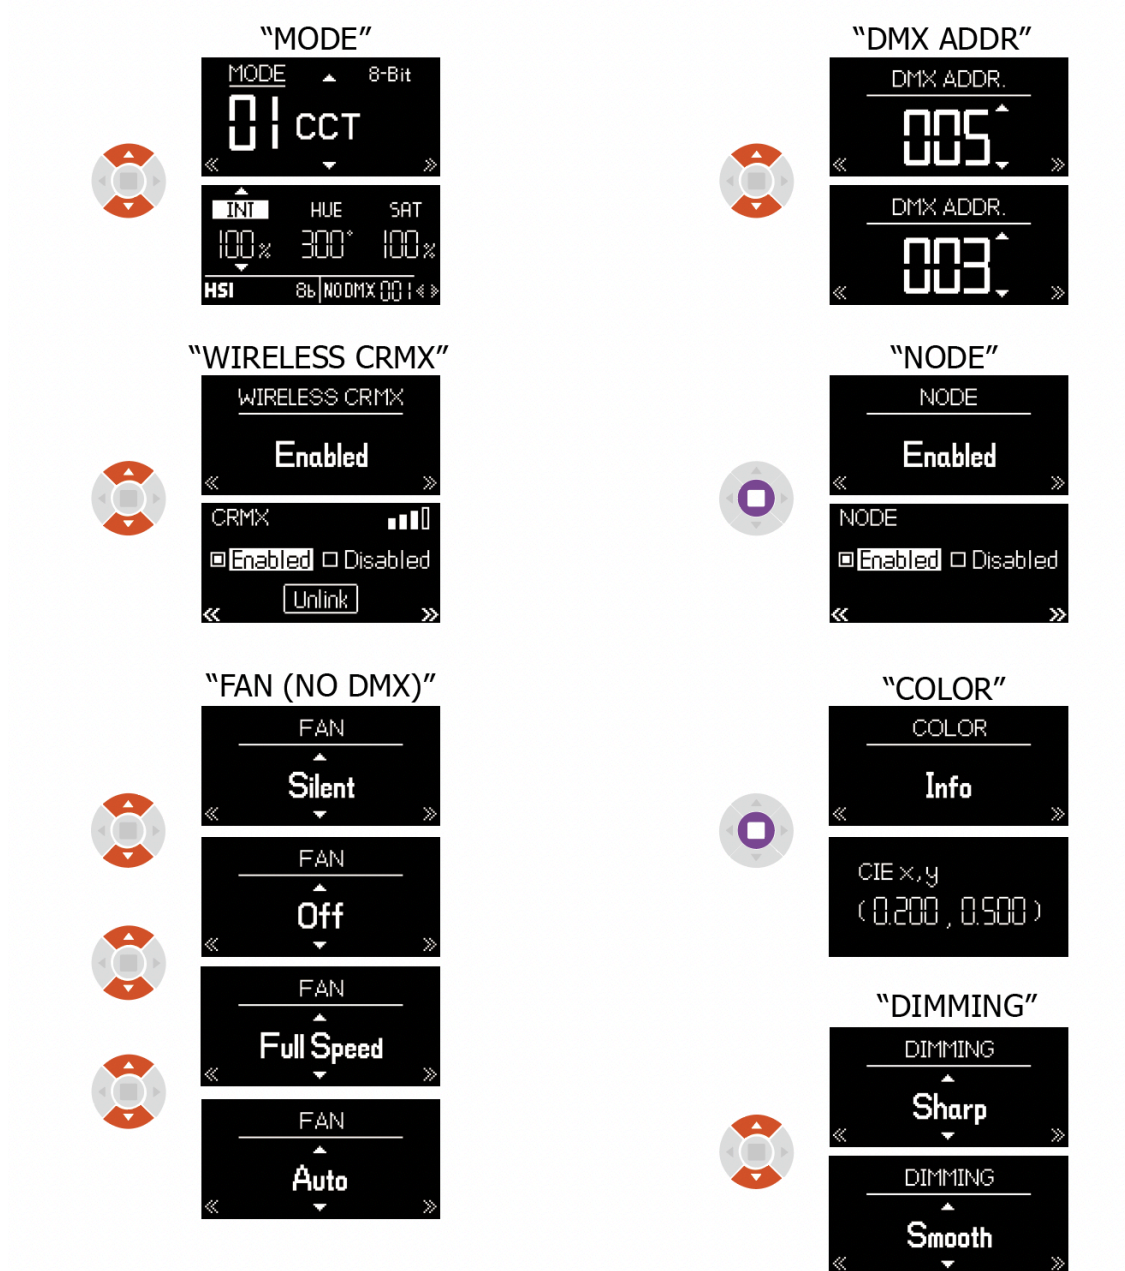 “MODE”
MODE 8-Bit
01 CCT
INT HUE SAT
100% 300° 100%
HSI 8b NO DMX 001
“DMX ADDR”
DMX ADDR.
005
DMX ADDR.
003
“WIRELESS CRMX”
WIRELESS CRMX
Enabled
CRMX
Enabled Disabled
Unlink
“NODE”
NODE
Enabled
NODE
Enabled Disabled
“FAN (NO DMX)”
FAN
Silent
FAN
Off
FAN
Full Speed
FAN
Auto
“COLOR”
COLOR
Info
CIE x,y
(0.200 , 0.500)
“DIMMING”
DIMMING
Sharp
DIMMING
Smooth